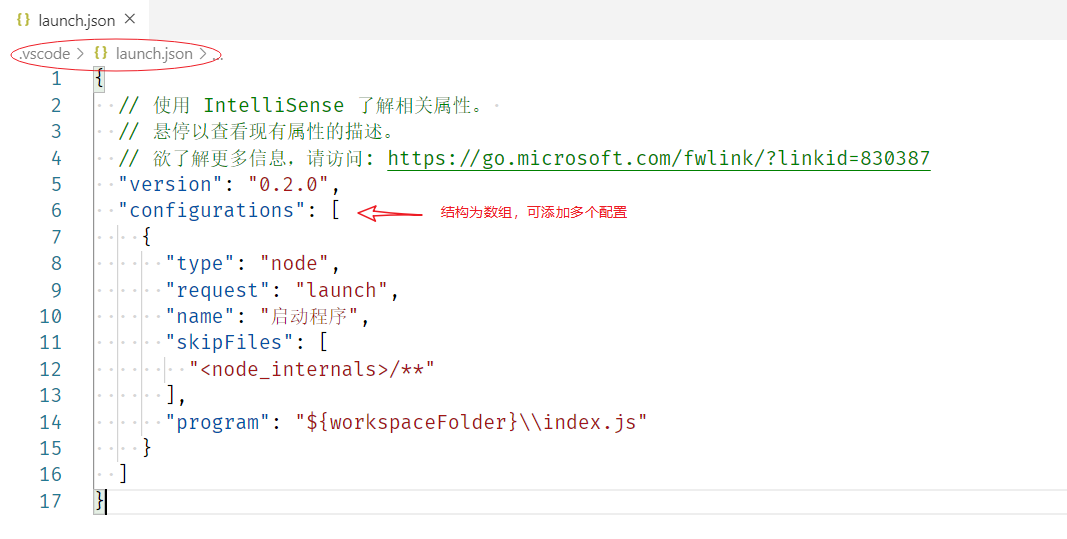 {} launch.json ×
.vscode > {} launch.json > ...
1 {
2 // 使用 IntelliSense 了解相关属性。
3 // 悬停以查看现有属性的描述。
4 // 欲了解更多信息，请访问: https://go.microsoft.com/fwlink/?linkid=830387
5 "version": "0.2.0",
6 "configurations": [ 结构为数组，可添加多个配置
7 {
8 "type": "node",
9 "request": "launch",
10 "name": "启动程序",
11 "skipFiles": [
12 "<node_internals>/**"
13 ],
14 "program": "${workspaceFolder}\\index.js"
15 }
16 ]
17 }